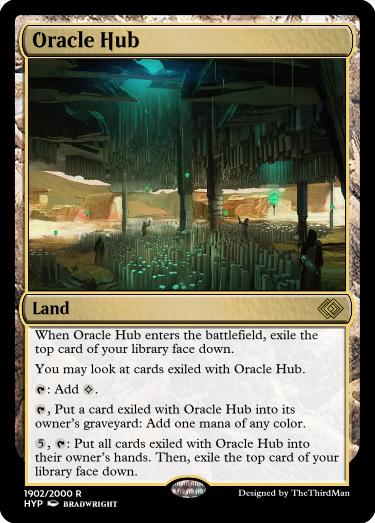 Oracle Hub
Land
When Oracle Hub enters the battlefield, exile the
top card of your library face down.
You may look at cards exiled with Oracle Hub.
: Add .
, Put a card exiled with Oracle Hub into its
owner's graveyard: Add one mana of any color.
5, : Put all cards exiled with Oracle Hub into
their owner's hands. Then, exile the top card of your
library face down.
1902/2000 R
HYP BRADWRIGHT
Designed by TheThirdMan